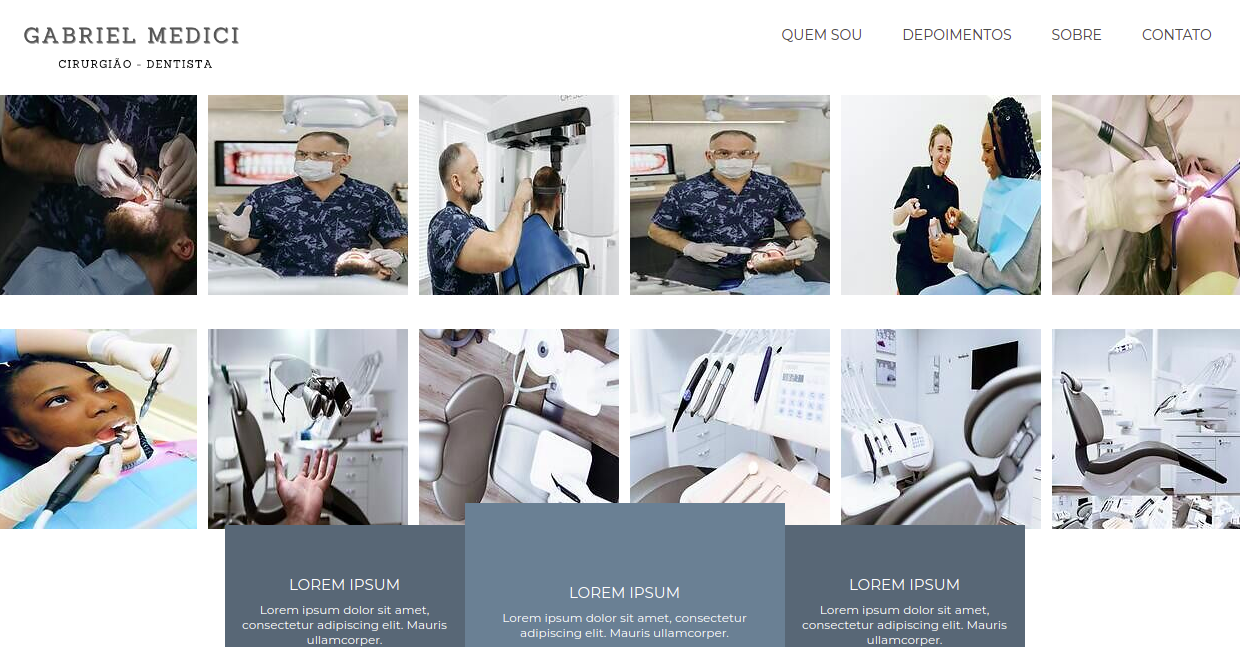 GABRIEL MEDICI
CIRURGIÃO - DENTISTA
QUEM SOU
DEPOIMENTOS
SOBRE
CONTATO
LOREM IPSUM
Lorem ipsum dolor sit amet,
consectetur adipiscing elit. Mauris
ullamcorper.
LOREM IPSUM
Lorem ipsum dolor sit amet, consectetur
adipiscing elit. Mauris ullamcorper.
LOREM IPSUM
Lorem ipsum dolor sit amet,
consectetur adipiscing elit. Mauris
ullamcorper.